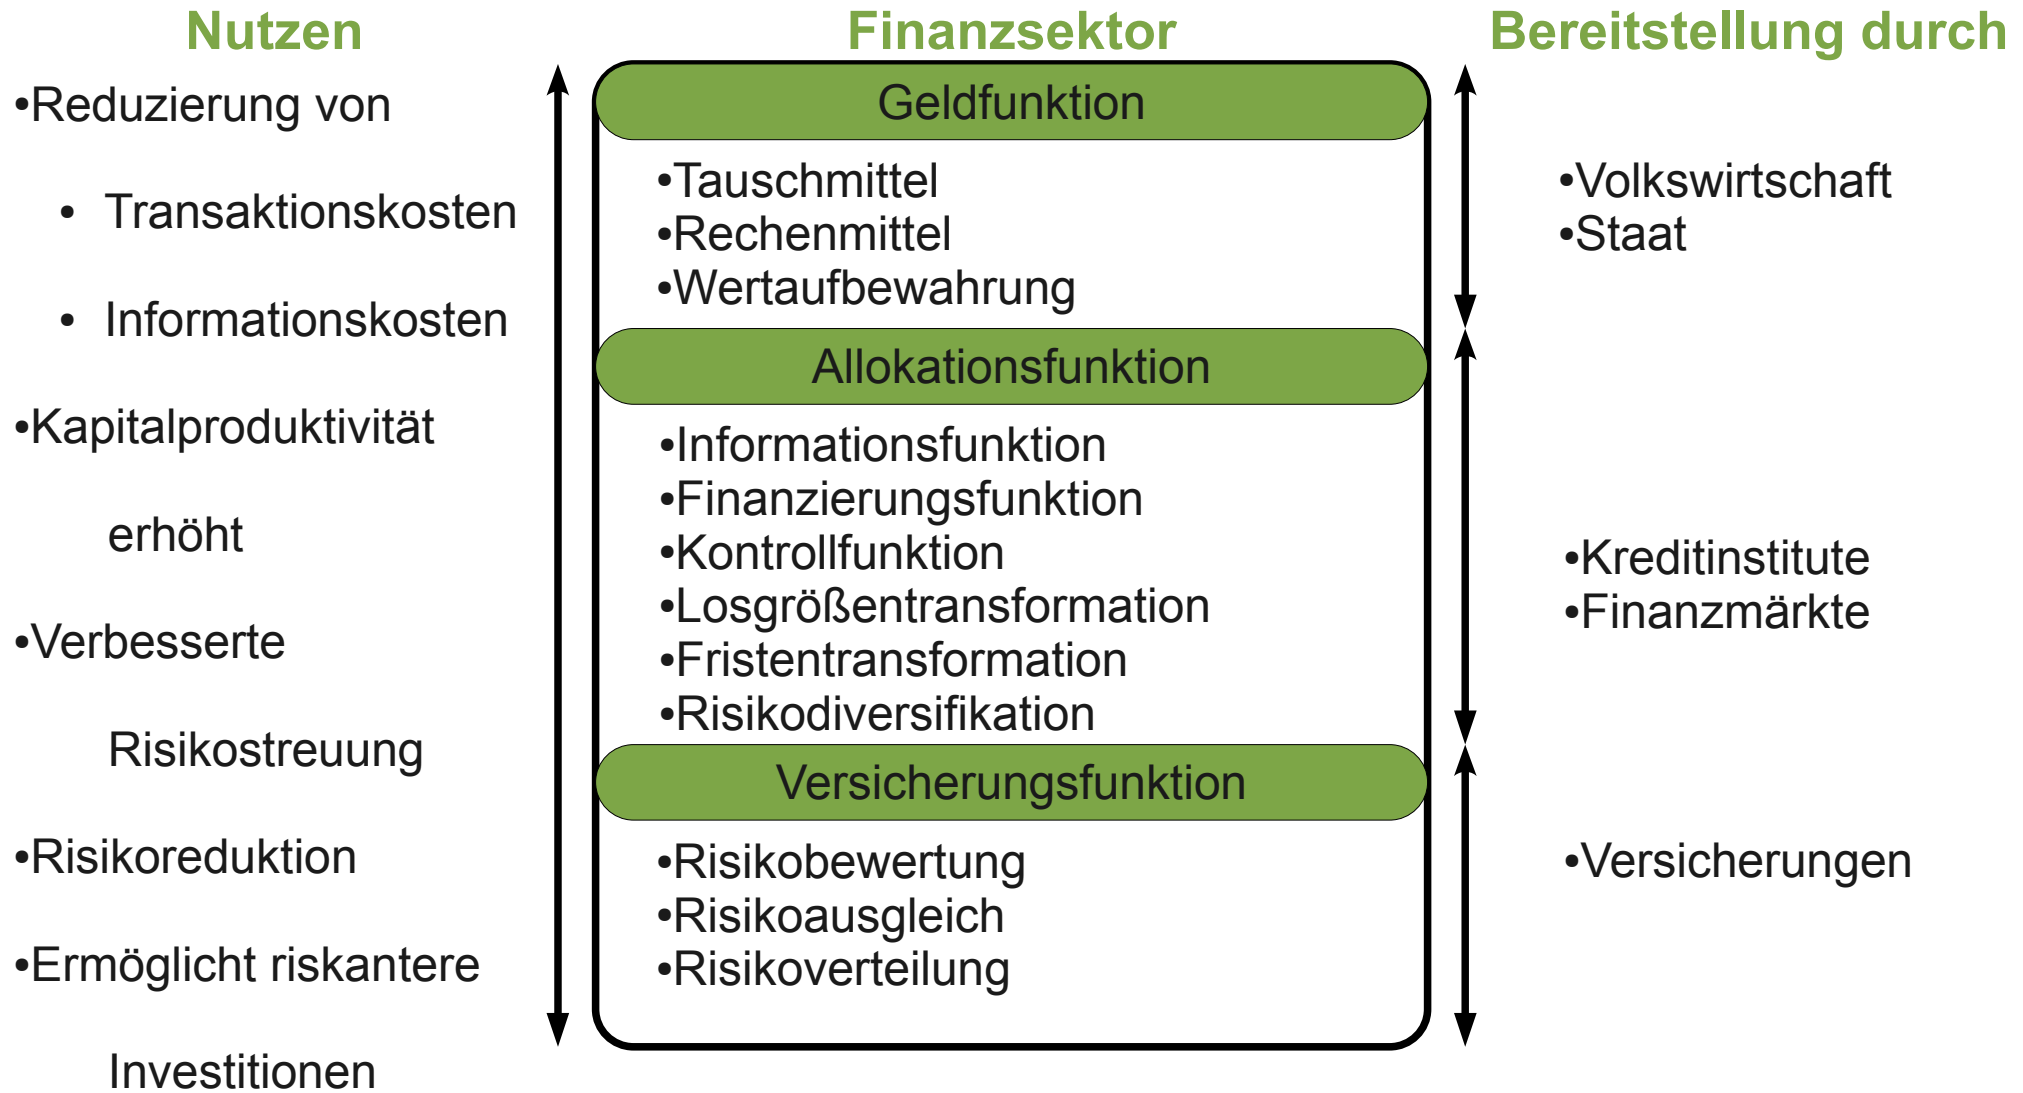 Nutzen
•Reduzierung von
• Transaktionskosten
• Informationskosten
•Kapitalproduktivität
erhöht
•Verbesserte
Risikostreuung
•Risikoreduktion
•Ermöglicht riskantere
Investitionen
Finanzsektor
Geldfunktion
•Tauschmittel
•Rechenmittel
•Wertaufbewahrung
Allokationsfunktion
•Informationsfunktion
•Finanzierungsfunktion
•Kontrollfunktion
•Losgrößentransformation
•Fristentransformation
•Risikodiversifikation
Versicherungsfunktion
•Risikobewertung
•Risikoausgleich
•Risikoverteilung
Bereitstellung durch
•Volkswirtschaft
•Staat
•Kreditinstitute
•Finanzmärkte
•Versicherungen